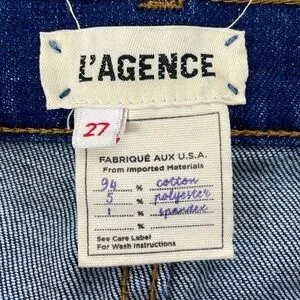 L'AGENCE
27
FABRIQUÉ AUX U.S.A.
From Imported Materials
94 % cotton
5 % polyester
1 % spandex
See Care Label
For Wash Instructions